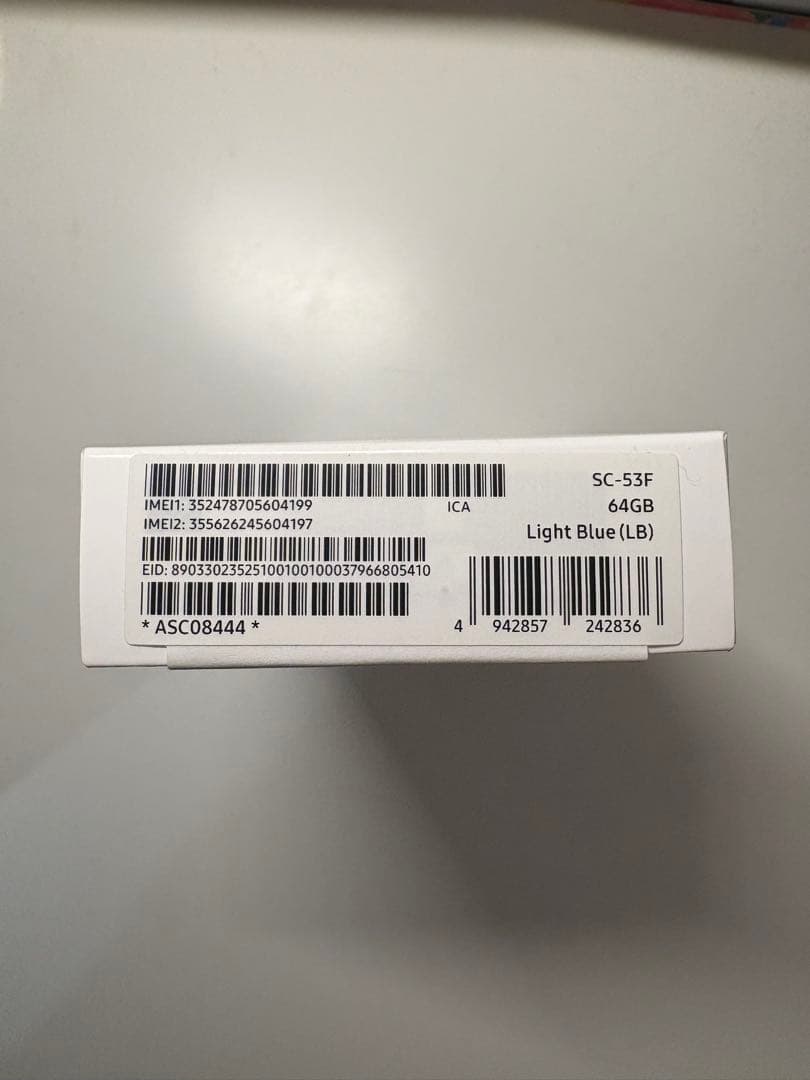 IMEI1: 352478705604199
ICA
IMEI2: 355626245604197
EID: 89033023525100100100037966805410
* ASC08444 *
SC-53F
64GB
Light Blue (LB)
4 942857 242836